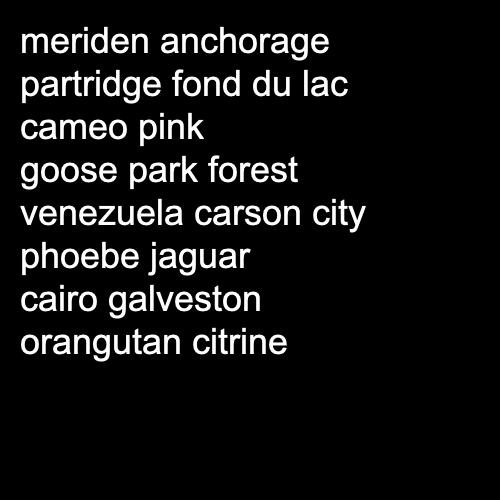 meriden anchorage
partridge fond du lac
cameo pink
goose park forest
venezuela carson city
phoebe jaguar
cairo galveston
orangutan citrine